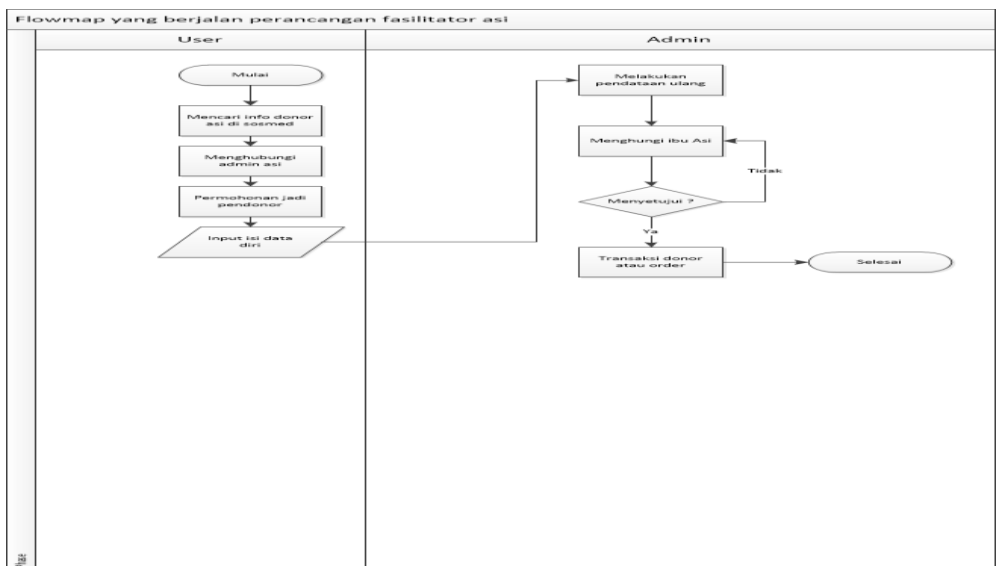 Flowmap yang berjalan perancangan fasilitator asi
User
Admin
Mulai
Mencari info donor
asi di sosmed
Menghubungi
admin asi
Permohonan jadi
pendonor
Input isi data
diri
Melakukan
pendataan ulang
Menghungi ibu Asi
Tidak
Menyetujui ?
Ya
Transaksi donor
atau order
Selesai
Phase